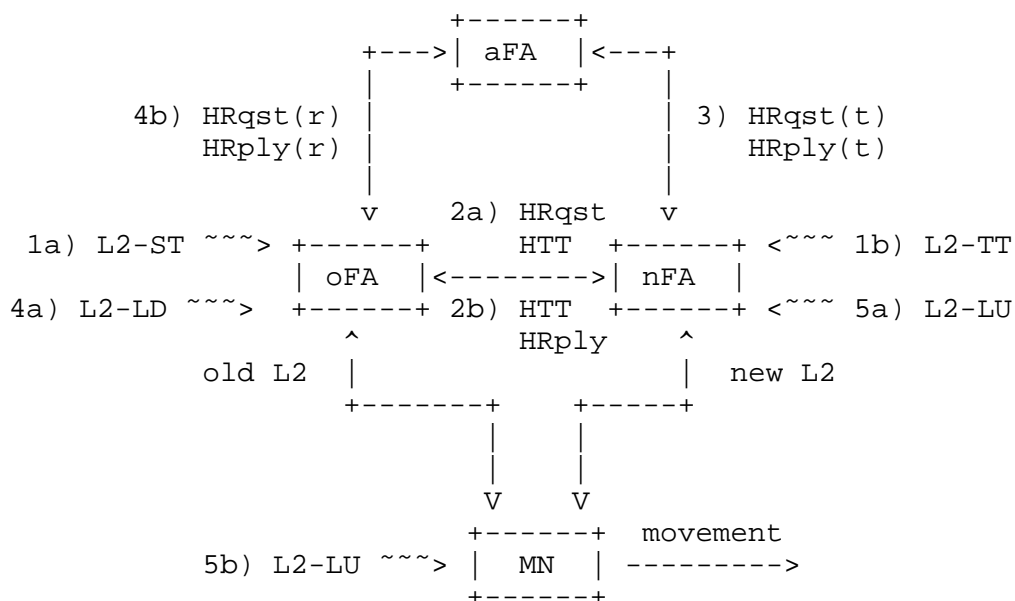 +------+
                        +--->| aFA  |<---+
                        |    +------+    |
         4b) HRqst(r)   |                | 3) HRqst(t)
             HRply(r)   |                |    HRply(t)
                        |                |
                        v    2a) HRqst   v
   1a) L2-ST ~~~> +------+      HTT  +------+ <~~~ 1b) L2-TT
                  | oFA  |<--------->| nFA  |
   4a) L2-LD ~~~> +------+ 2b) HTT   +------+ <~~~ 5a) L2-LU
                      ^         HRply    ^
             old L2   |                  |  new L2
                      +-------+    +-----+
                              |    |
                              |    |
                              V    V
                             +------+  movement
             5b) L2-LU ~~~>  |  MN  | --------->
                             +------+